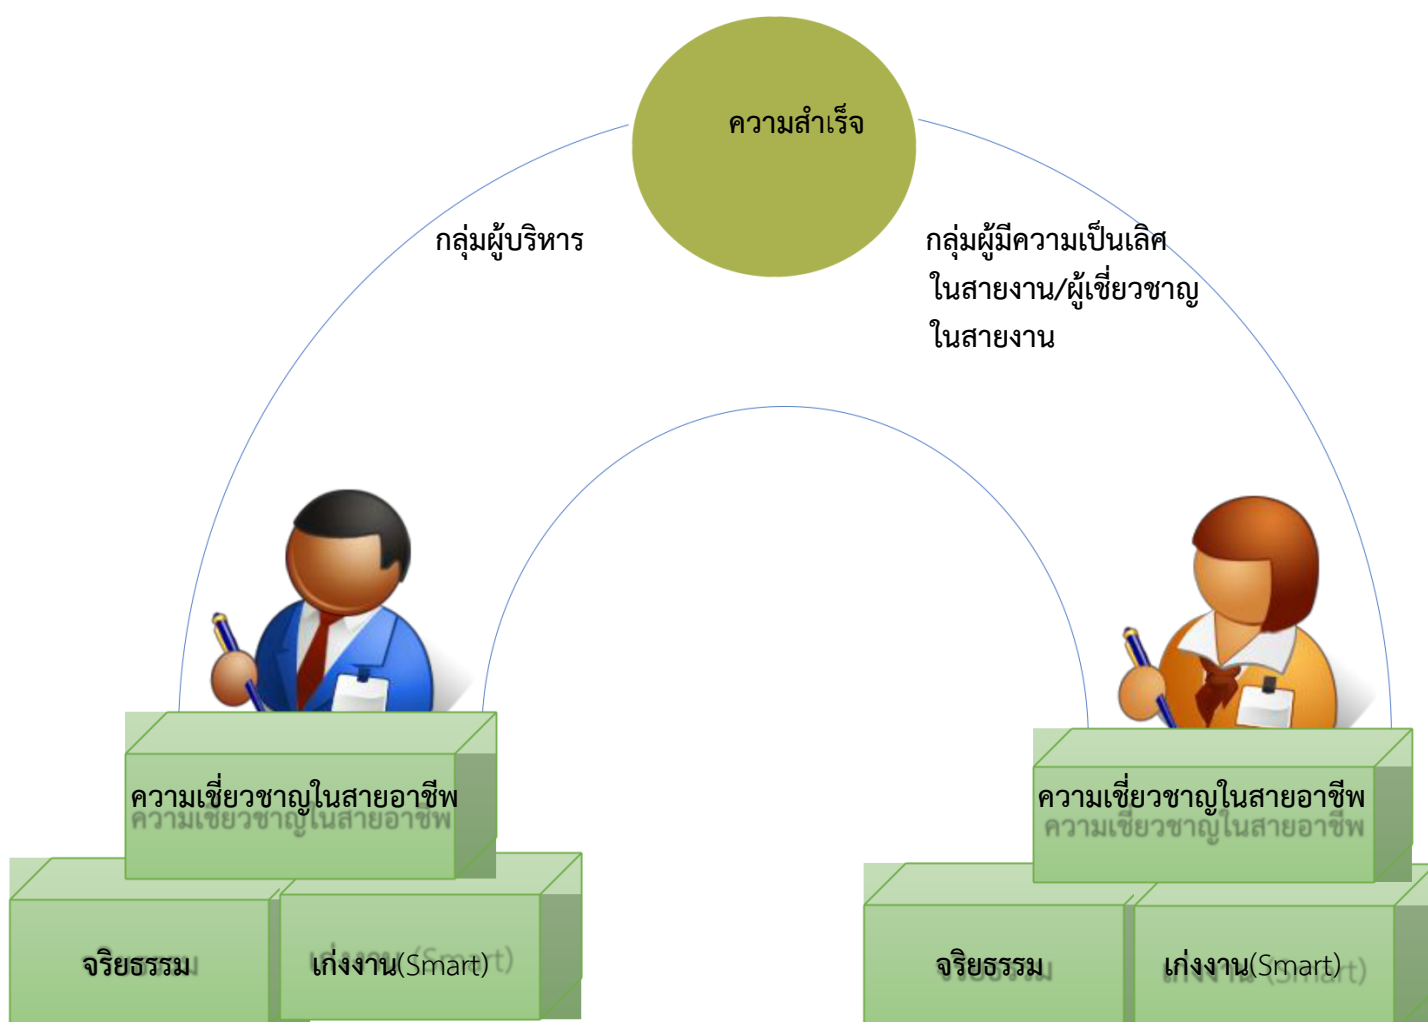 ความสำเร็จ
กลุ่มผู้บริหาร
กลุ่มผู้มีความเป็นเลิศ
ในสายงาน/ผู้เชี่ยวชาญ
ในสายงาน
ความเชี่ยวชาญในสายอาชีพ
ความเชี่ยวชาญในสายอาชีพ
จริยธรรม
เก่งงาน(Smart)
จริยธรรม
เก่งงาน(Smart)